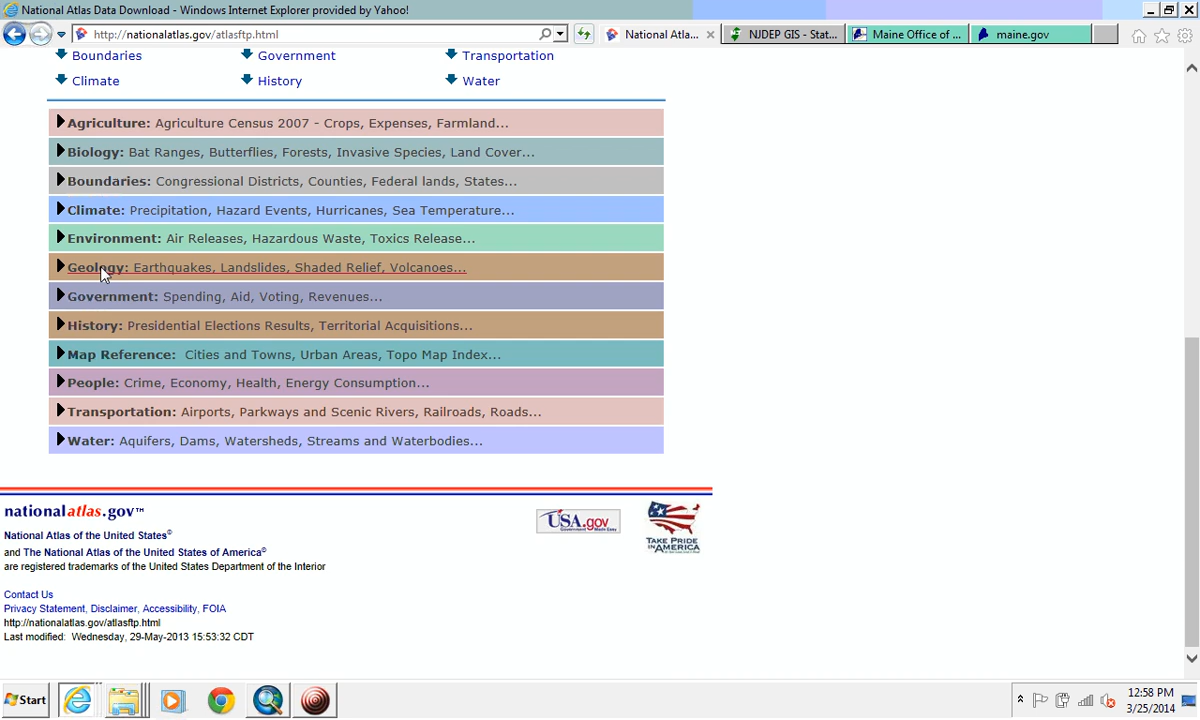 National Atlas Data Download - Windows Internet Explorer provided by Yahoo!
http://nationalatlas.gov/atlasftp.html
National Atlas...
NJDEP GIS - Stat...
Maine Office of ...
maine.gov
Boundaries
Government
Transportation
Climate
History
Water
Agriculture: Agriculture Census 2007 - Crops, Expenses, Farmland...
Biology: Bat Ranges, Butterflies, Forests, Invasive Species, Land Cover...
Boundaries: Congressional Districts, Counties, Federal lands, States...
Climate: Precipitation, Hazard Events, Hurricanes, Sea Temperature...
Environment: Air Releases, Hazardous Waste, Toxics Release...
Geology: Earthquakes, Landslides, Shaded Relief, Volcanoes...
Government: Spending, Aid, Voting, Revenues...
History: Presidential Elections Results, Territorial Acquisitions...
Map Reference: Cities and Towns, Urban Areas, Topo Map Index...
People: Crime, Economy, Health, Energy Consumption...
Transportation: Airports, Parkways and Scenic Rivers, Railroads, Roads...
Water: Aquifers, Dams, Watersheds, Streams and Waterbodies...
nationalatlas.gov™
USA.gov
TAKE PRIDE
IN AMERICA
National Atlas of the United States®
and The National Atlas of the United States of America®
are registered trademarks of the United States Department of the Interior
Contact Us
Privacy Statement, Disclaimer, Accessibility, FOIA
http://nationalatlas.gov/atlasftp.html
Last modified: Wednesday, 29-May-2013 15:53:32 CDT
Start
12:58 PM
3/25/2014